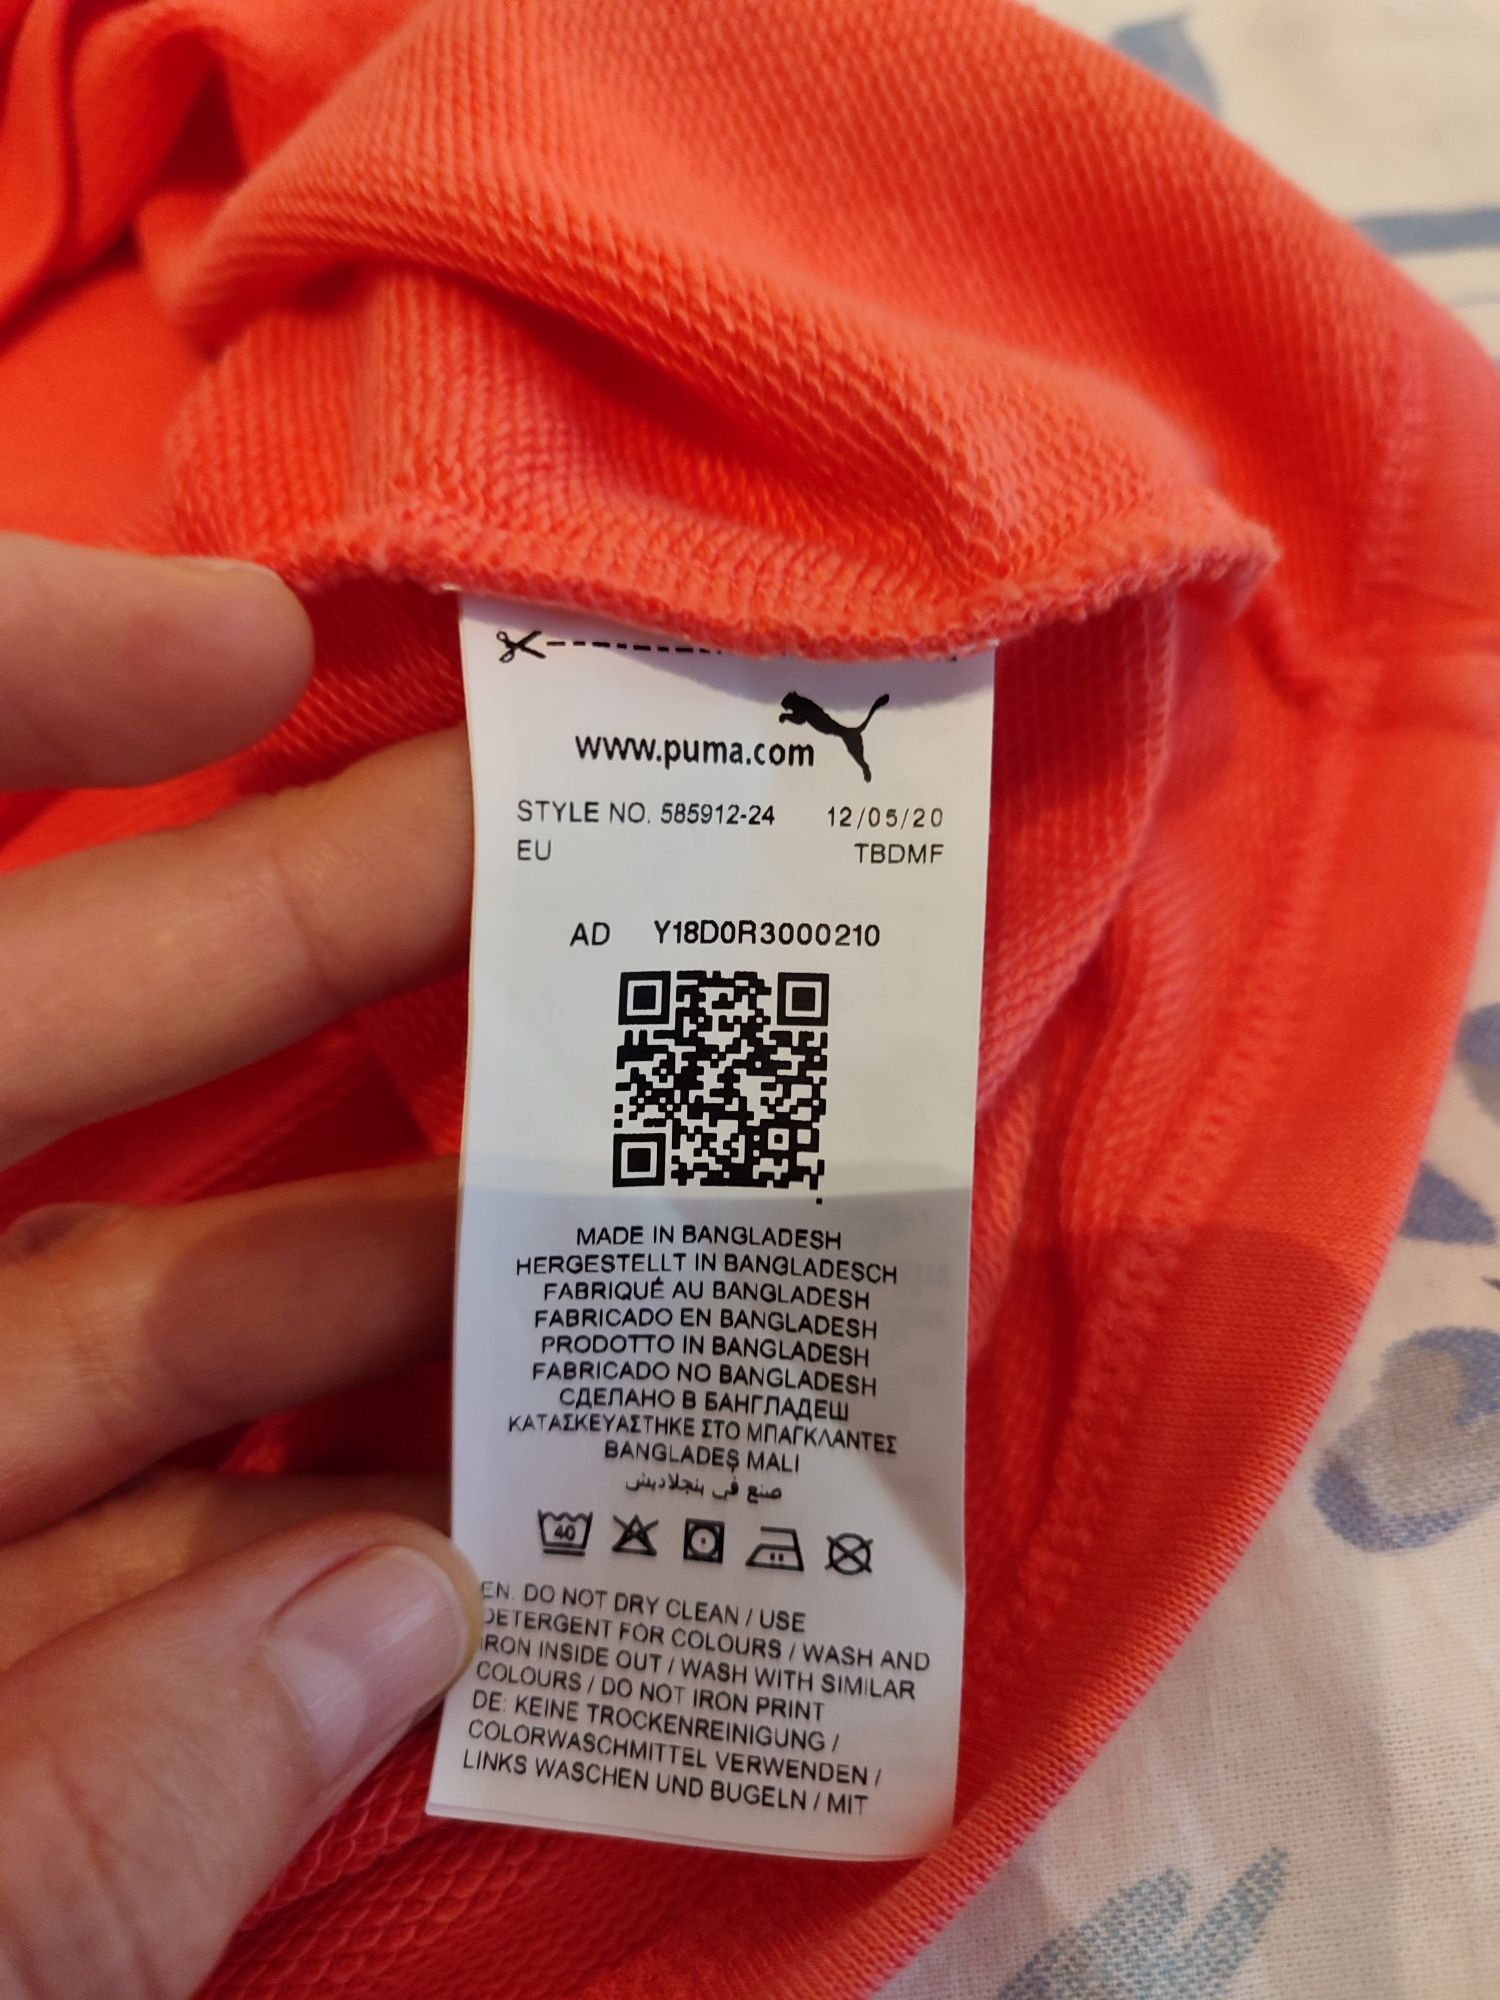 www.puma.com
STYLE NO. 585912-24 12/05/20
EU TBDMF
AD Y18D0R3000210
MADE IN BANGLADESH
HERGESTELLT IN BANGLADESCH
FABRIQUÉ AU BANGLADESH
FABRICADO EN BANGLADESH
PRODOTTO IN BANGLADESH
FABRICADO NO BANGLADESH
СДЕЛАНО В БАНГЛАДЕШ
ΚΑΤΑΣΚΕΥΑΣΤΗΚΕ ΣΤΟ ΜΠΑΓΚΛΑΝΤΕΣ
BANGLADEŞ MALI
صنع في بنجلاديش
40
EN: DO NOT DRY CLEAN / USE
DETERGENT FOR COLOURS / WASH AND
IRON INSIDE OUT / WASH WITH SIMILAR
COLOURS / DO NOT IRON PRINT
DE: KEINE TROCKENREINIGUNG /
COLORWASCHMITTEL VERWENDEN /
LINKS WASCHEN UND BUGELN / MIT